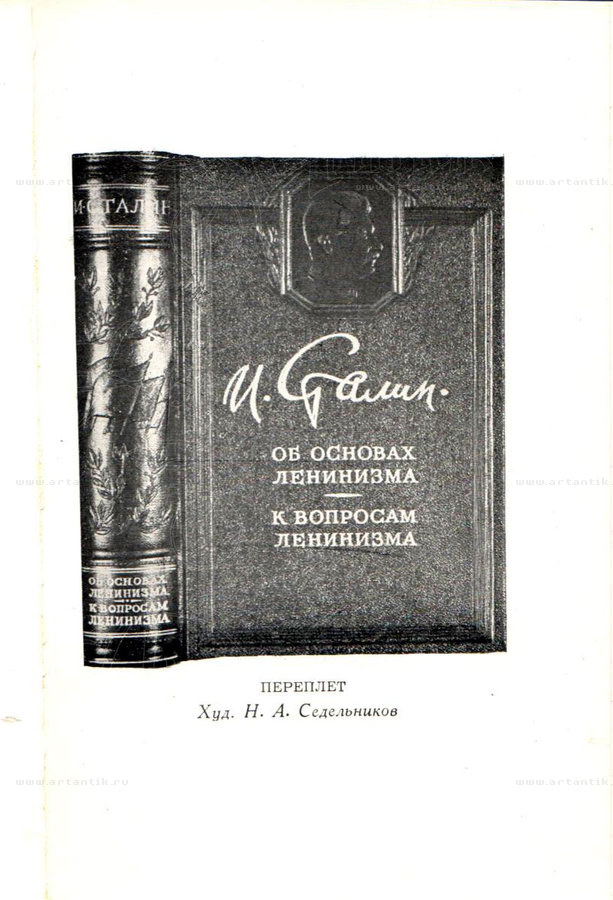 И·СТАЛИН
И. Сталин.
ОБ ОСНОВАХ
ЛЕНИНИЗМА
К ВОПРОСАМ
ЛЕНИНИЗМА
ОБ ОСНОВАХ
ЛЕНИНИЗМА
К ВОПРОСАМ
ЛЕНИНИЗМА
ПЕРЕПЛЕТ
Худ. Н. А. Седельников
www.artantik.ru